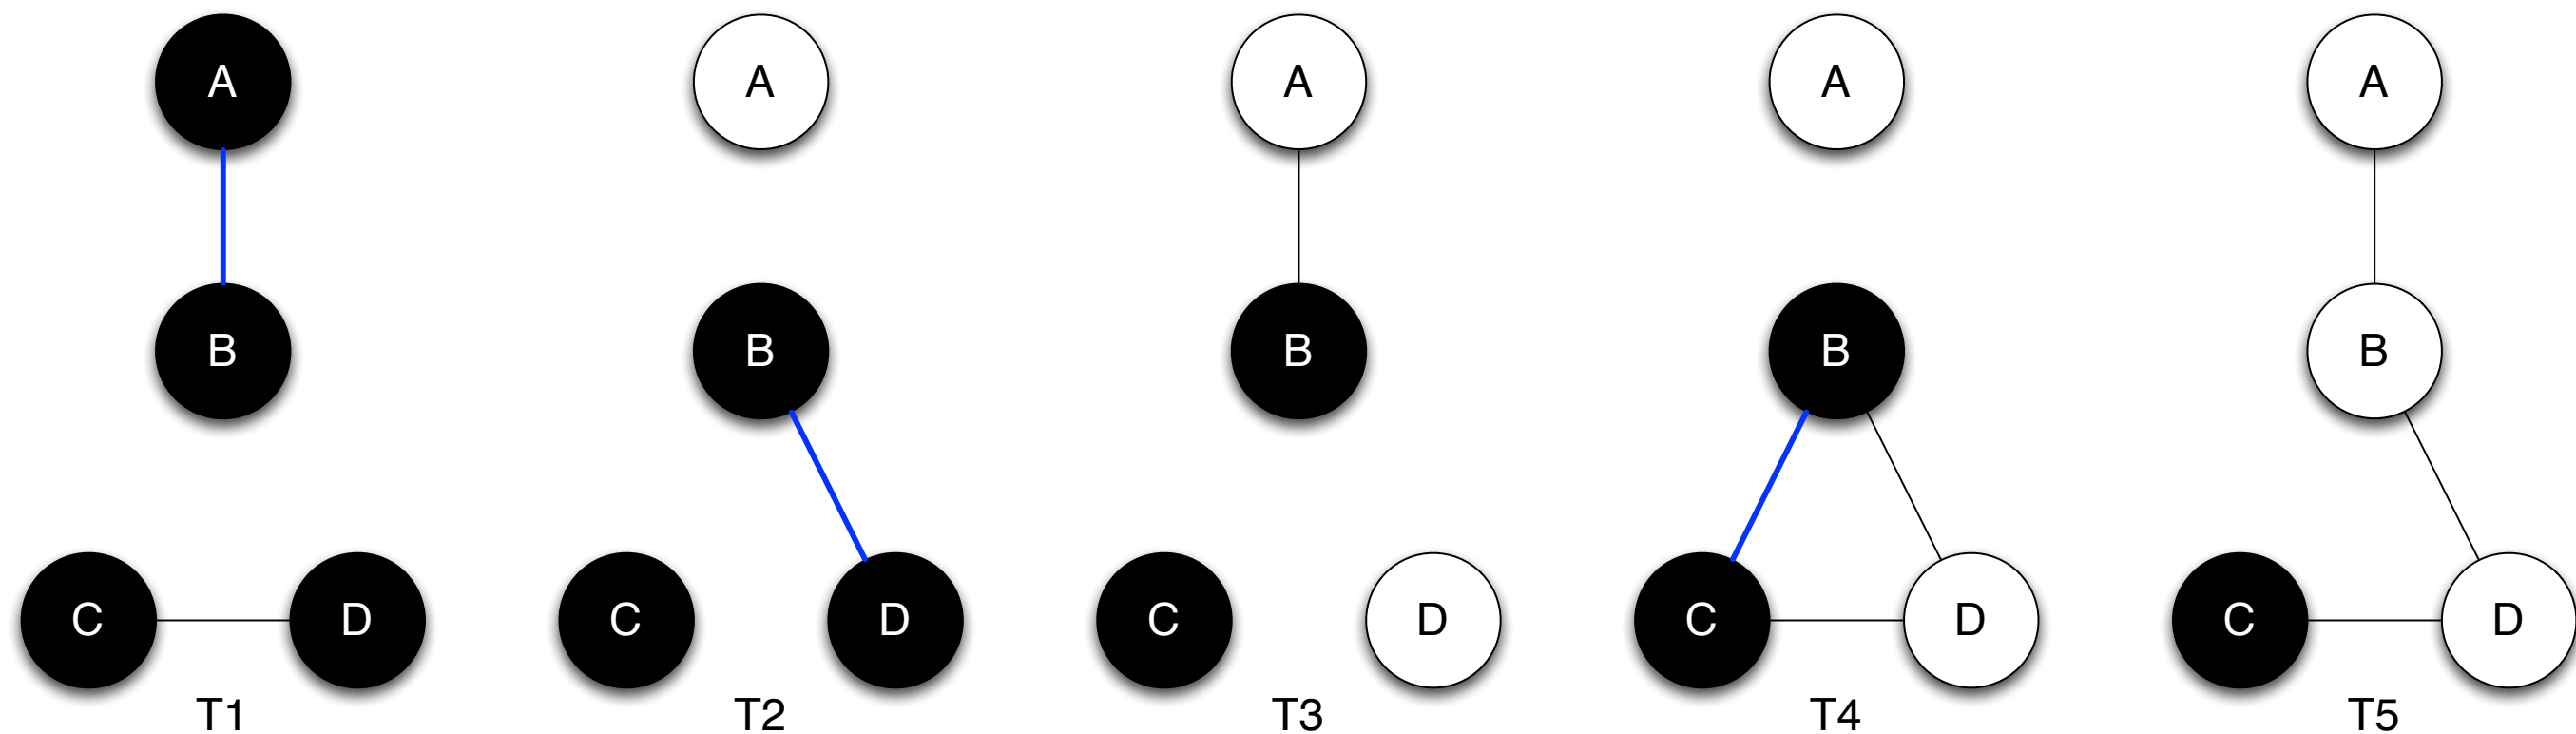 A A A A A
B B B B B
C D C D C D C D C D
T1 T2 T3 T4 T5